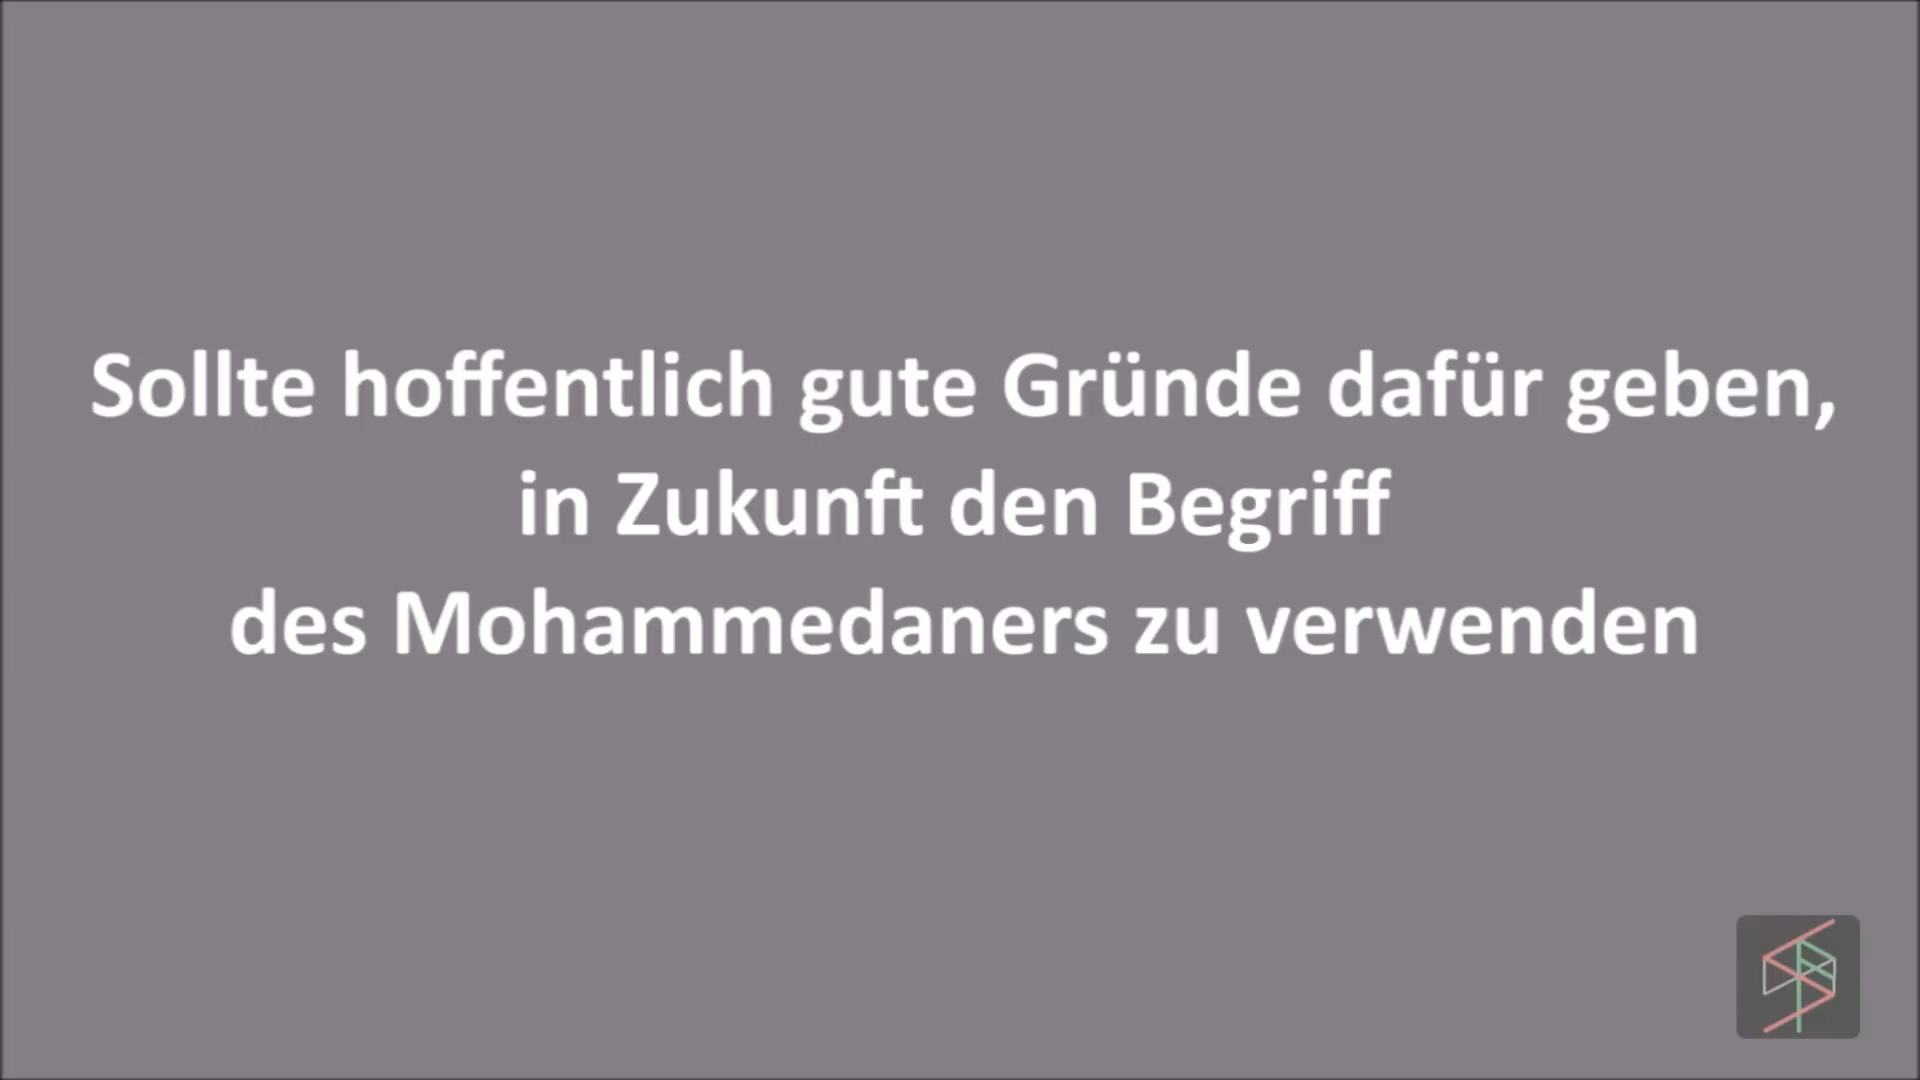 Sollte hoffentlich gute Gründe dafür geben,
in Zukunft den Begriff
des Mohammedaners zu verwenden